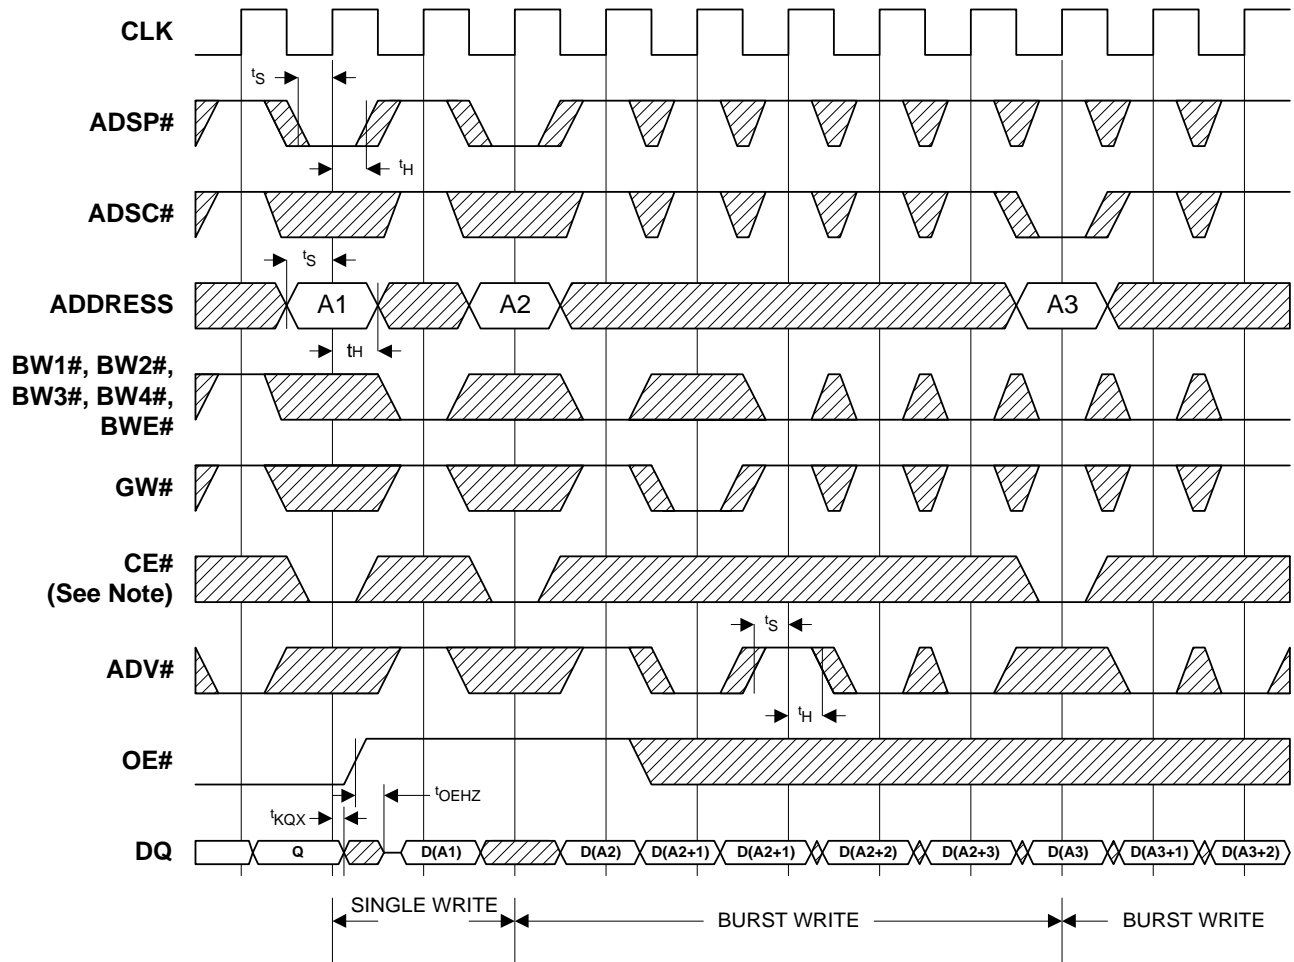 CLK
tS
ADSP#
tH
ADSC#
tS
ADDRESS A1 A2 A3
tH
BW1#, BW2#,
BW3#, BW4#,
BWE#
GW#
CE#
(See Note)
tS
ADV#
tH
OE#
tOEHZ
tKQX
DQ Q D(A1) D(A2) D(A2+1) D(A2+1) D(A2+2) D(A2+3) D(A3) D(A3+1) D(A3+2)
SINGLE WRITE BURST WRITE BURST WRITE